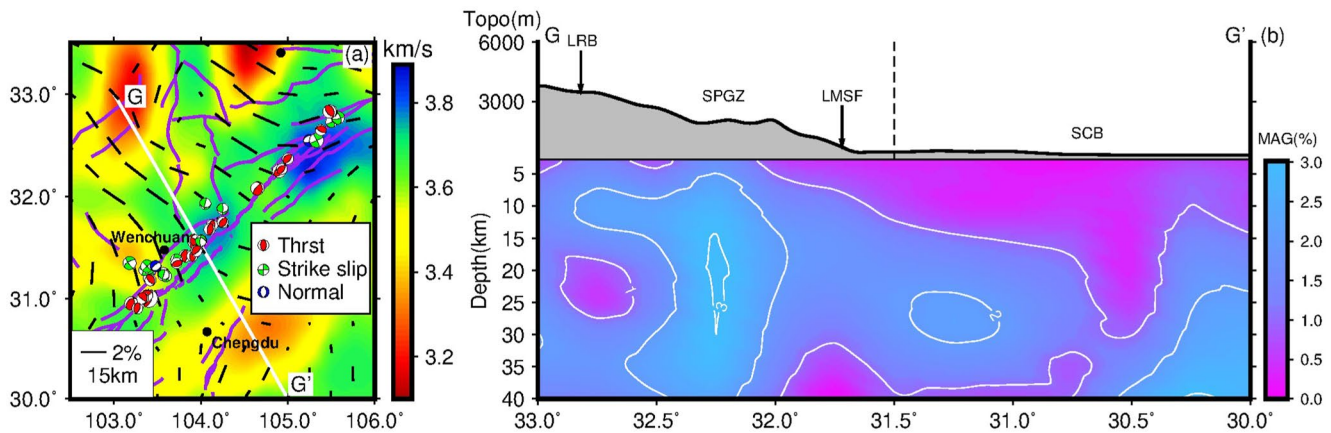 (a)
km/s
G
33.0°
32.0°
31.0°
30.0°
103.0°
104.0°
105.0°
106.0°
3.8
3.6
3.4
3.2
Wenchuan
Chengdu
Thrst
Strike slip
Normal
2%
15km
G'
Topo(m)
6000
3000
G
LRB
SPGZ
LMSF
SCB
G'
(b)
Depth(km)
5
10
15
20
25
30
35
40
1
3
2
33.0°
32.5°
32.0°
31.5°
31.0°
30.5°
30.0°
MAG(%)
3.0
2.5
2.0
1.5
1.0
0.5
0.0